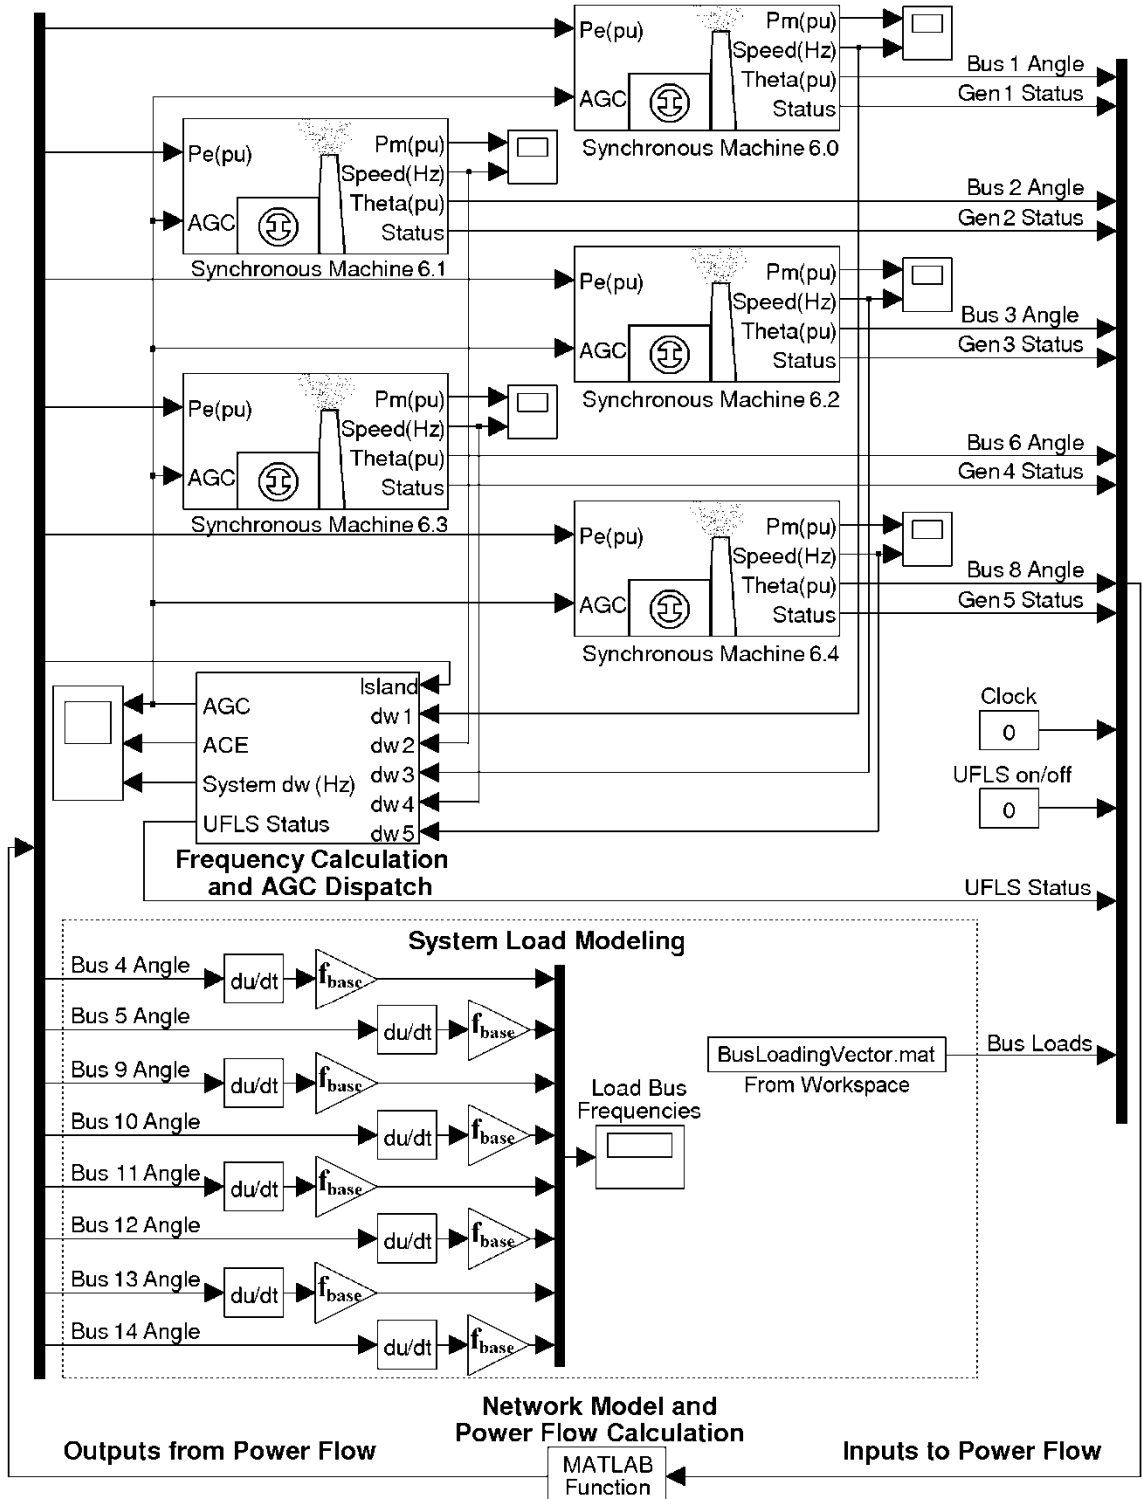 Pe(pu)
AGC
Pm(pu)
Speed(Hz)
Theta(pu)
Status
Synchronous Machine 6.0
Bus 1 Angle
Gen 1 Status
Pe(pu)
AGC
Pm(pu)
Speed(Hz)
Theta(pu)
Status
Synchronous Machine 6.1
Bus 2 Angle
Gen 2 Status
Pe(pu)
AGC
Pm(pu)
Speed(Hz)
Theta(pu)
Status
Synchronous Machine 6.2
Bus 3 Angle
Gen 3 Status
Pe(pu)
AGC
Pm(pu)
Speed(Hz)
Theta(pu)
Status
Synchronous Machine 6.3
Bus 6 Angle
Gen 4 Status
Pe(pu)
AGC
Pm(pu)
Speed(Hz)
Theta(pu)
Status
Synchronous Machine 6.4
Bus 8 Angle
Gen 5 Status
AGC
ACE
System dw (Hz)
UFLS Status
Island
dw 1
dw 2
dw 3
dw 4
dw 5
Frequency Calculation
and AGC Dispatch
Clock
0
UFLS on/off
0
UFLS Status
System Load Modeling
Bus 4 Angle
du/dt
fbase
Bus 5 Angle
du/dt
fbase
Bus 9 Angle
du/dt
fbase
Bus 10 Angle
du/dt
fbase
Bus 11 Angle
du/dt
fbase
Bus 12 Angle
du/dt
fbase
Bus 13 Angle
du/dt
fbase
Bus 14 Angle
du/dt
fbase
Load Bus
Frequencies
BusLoadingVector.mat
From Workspace
Bus Loads
Network Model and
Power Flow Calculation
Outputs from Power Flow
MATLAB
Function
Inputs to Power Flow